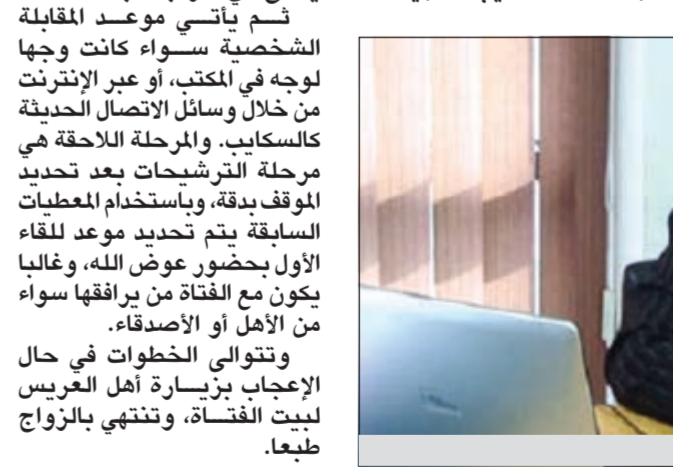 ثم يأتي موعد المقابلة
الشخصية سواء كانت وجها
لوجه في المكتب، أو عبر الإنترنت
من خلال وسائل الاتصال الحديثة
كالسكايب. والمرحلة اللاحقة هي
مرحلة الترشيحات بعد تحديد
الموقف بدقة، وباستخدام المعطيات
السابقة يتم تحديد موعد للقاء
الأول بحضور عوض الله، وغالبا
يكون مع الفتاة من يرافقها سواء
من الأهل أو الأصدقاء.
وتتوالى الخطوات في حال
الإعجاب بزيارة أهل العريس
لبيت الفتاة، وتنتهي بالزواج
طبعا.